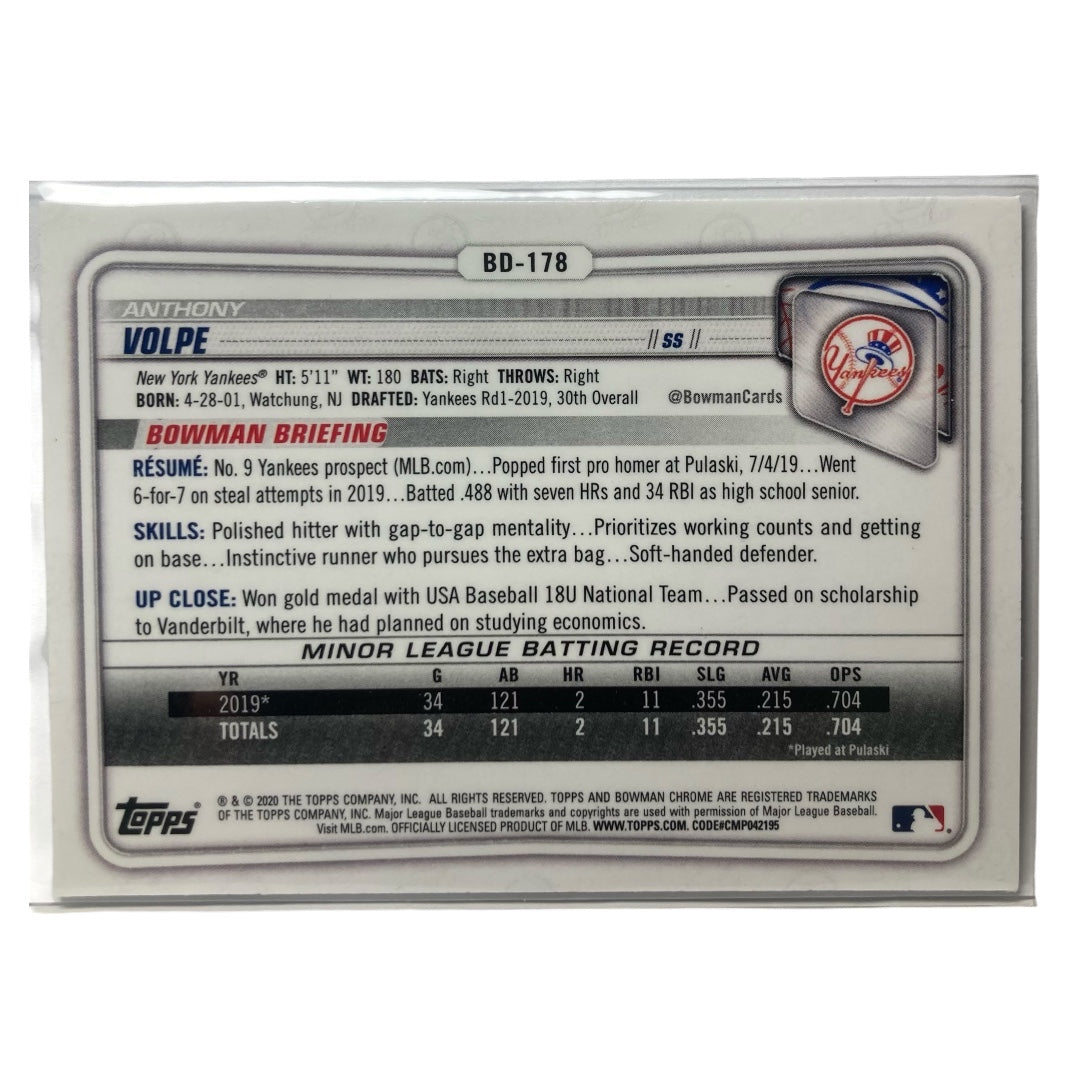 BD-178
ANTHONY
VOLPE // SS //
Yankees
New York Yankees® HT: 5'11" WT: 180 BATS: Right THROWS: Right
BORN: 4-28-01, Watchung, NJ DRAFTED: Yankees Rd1-2019, 30th Overall @BowmanCards
BOWMAN BRIEFING
RÉSUMÉ: No. 9 Yankees prospect (MLB.com)...Popped first pro homer at Pulaski, 7/4/19...Went
6-for-7 on steal attempts in 2019...Batted .488 with seven HRs and 34 RBI as high school senior.
SKILLS: Polished hitter with gap-to-gap mentality...Prioritizes working counts and getting
on base...Instinctive runner who pursues the extra bag...Soft-handed defender.
UP CLOSE: Won gold medal with USA Baseball 18U National Team...Passed on scholarship
to Vanderbilt, where he had planned on studying economics.
MINOR LEAGUE BATTING RECORD
YR G AB HR RBI SLG AVG OPS
2019* 34 121 2 11 .355 .215 .704
TOTALS 34 121 2 11 .355 .215 .704
*Played at Pulaski
Topps®
® & © 2020 THE TOPPS COMPANY, INC. ALL RIGHTS RESERVED. TOPPS AND BOWMAN CHROME ARE REGISTERED TRADEMARKS
OF THE TOPPS COMPANY, INC. Major League Baseball trademarks and copyrights are used with permission of Major League Baseball.
Visit MLB.com. OFFICIALLY LICENSED PRODUCT OF MLB. WWW.TOPPS.COM. CODE#CMP042195